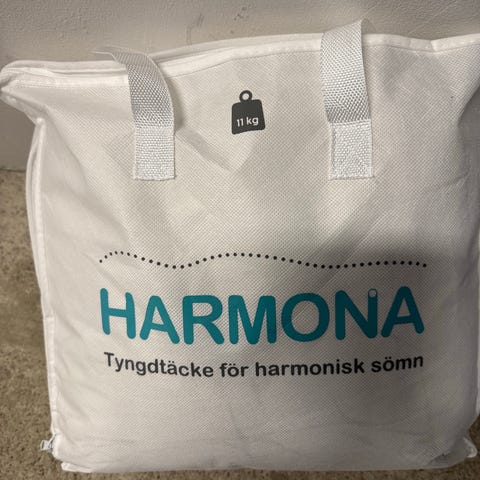 11 kg
HARMONA
Tyngdtäcke för harmonisk sömn